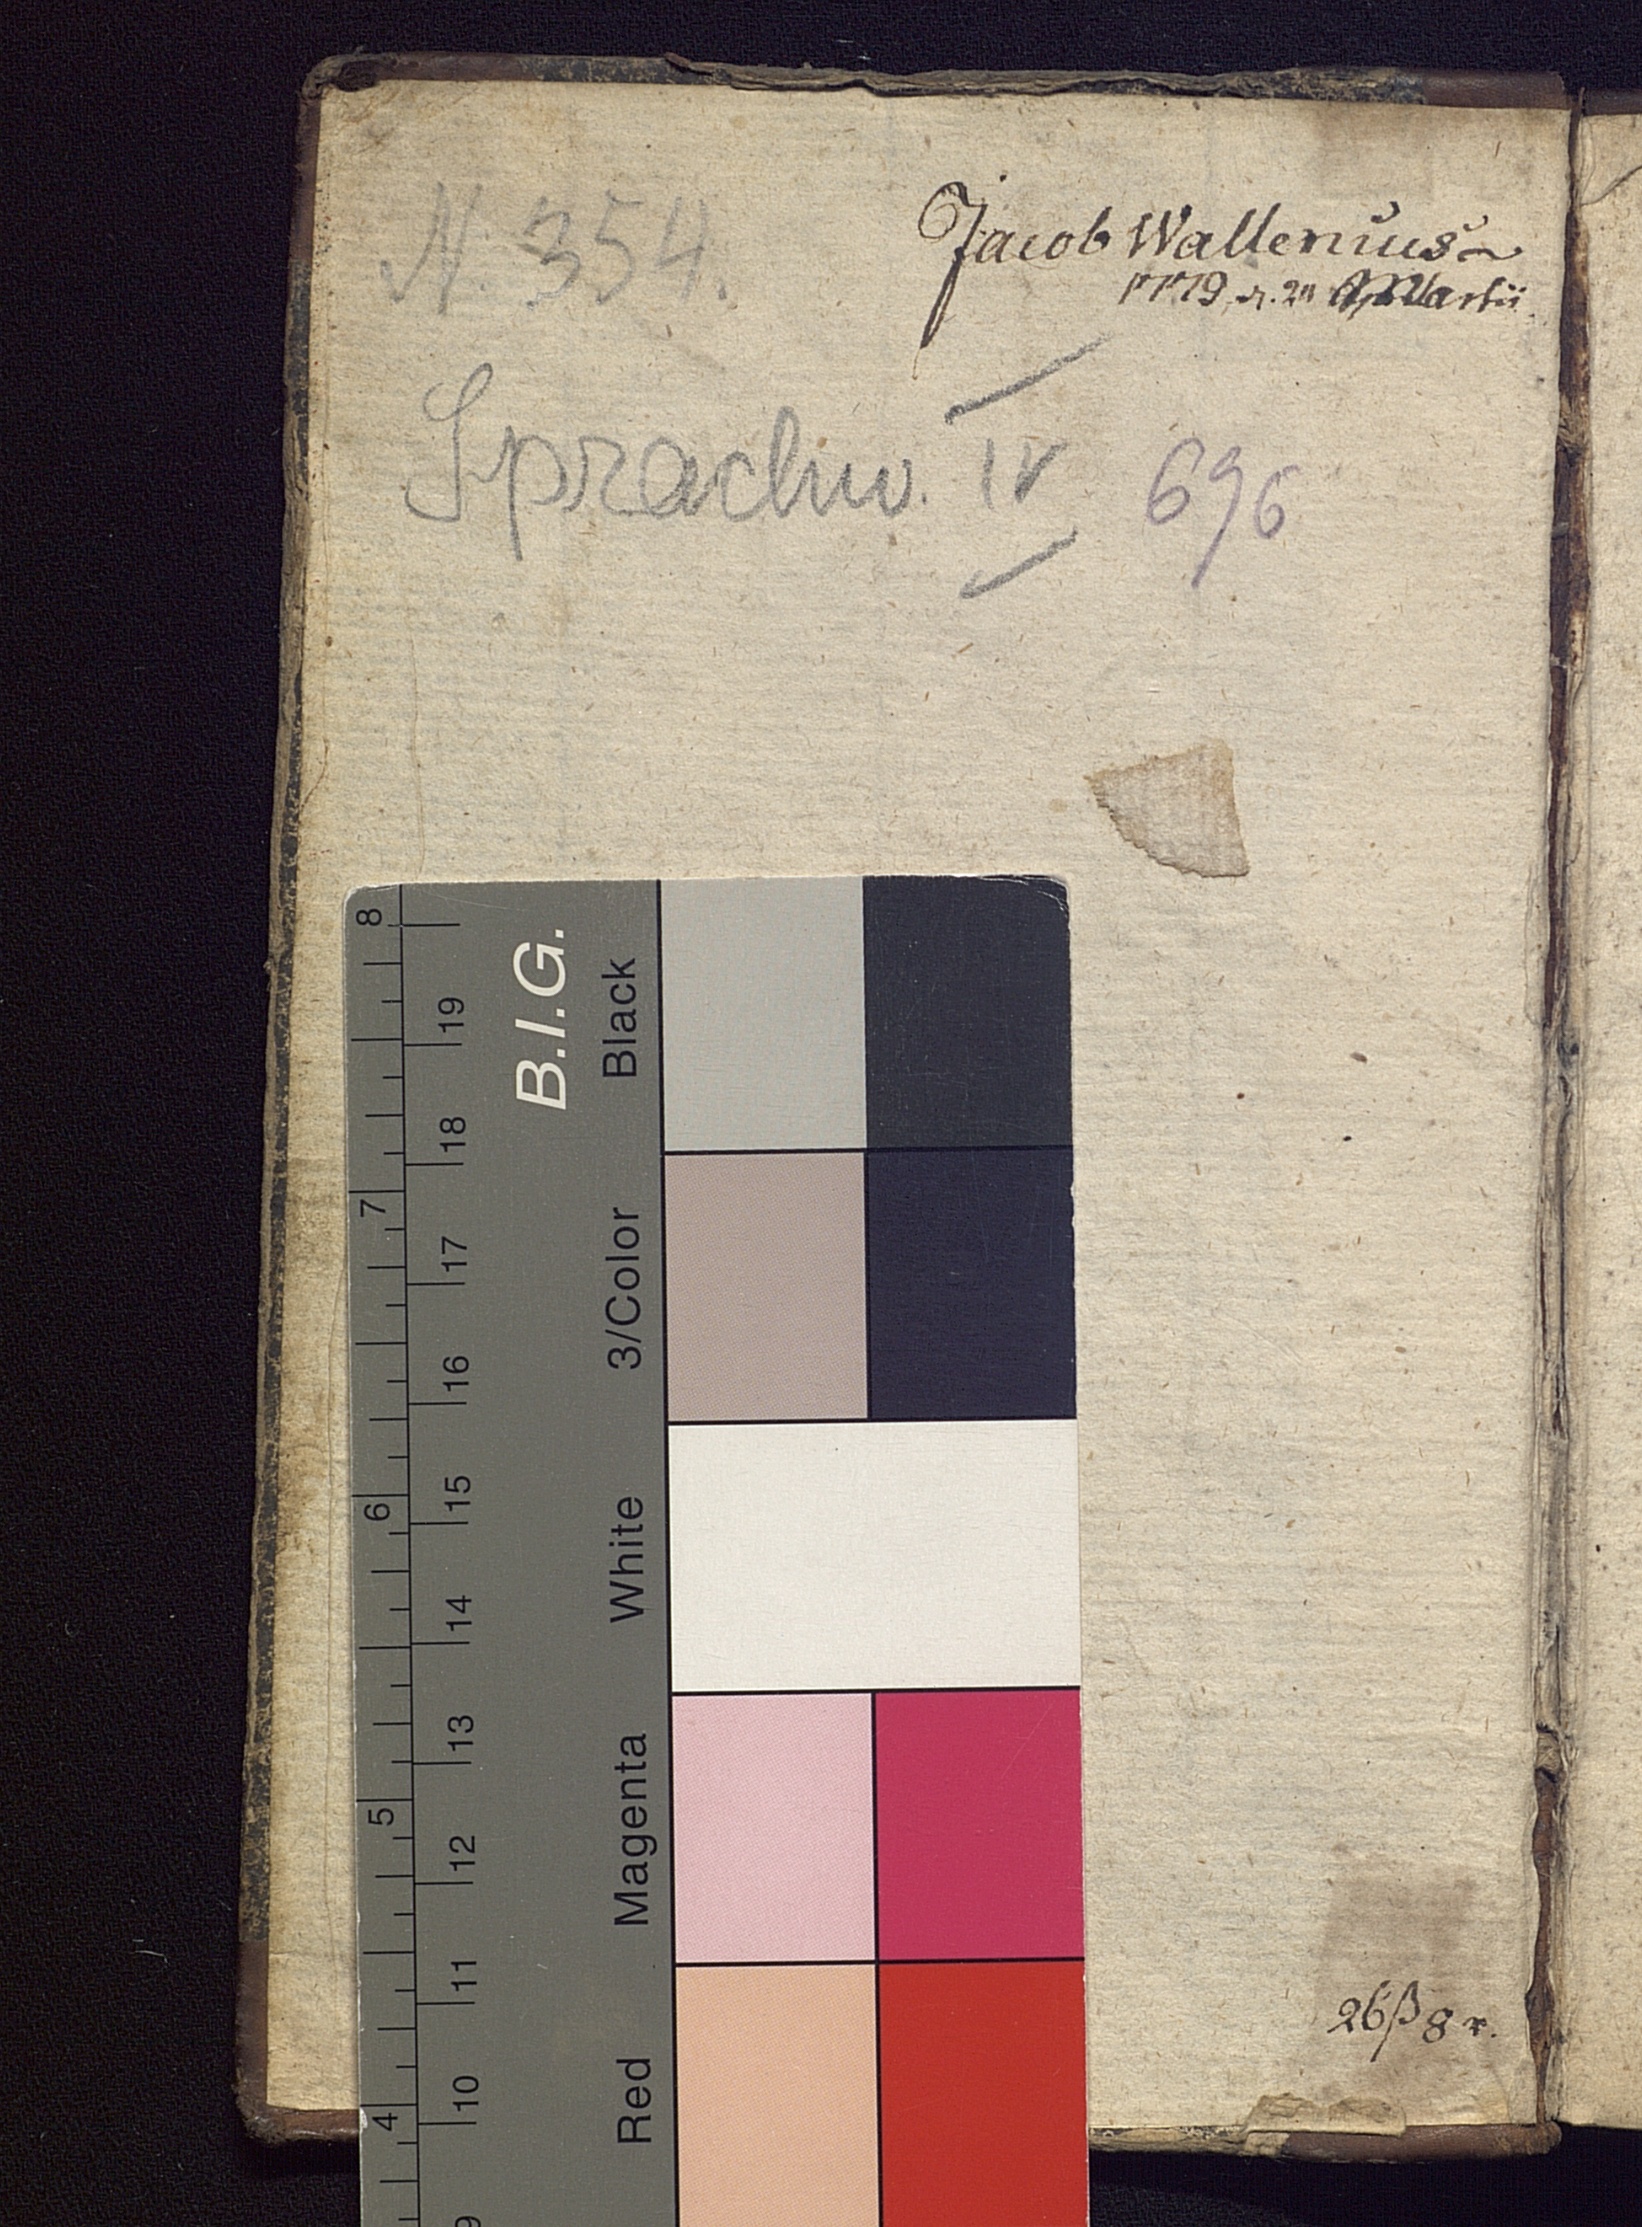 N. 354.
Jacob Wallenius
1779 d. 20 Martii
Sprachw. IV 696
B.I.G.
Black
3/Color
White
Magenta
Red
8
7
6
5
4
19
18
17
16
15
14
13
12
11
10
9
26 β 8 r.